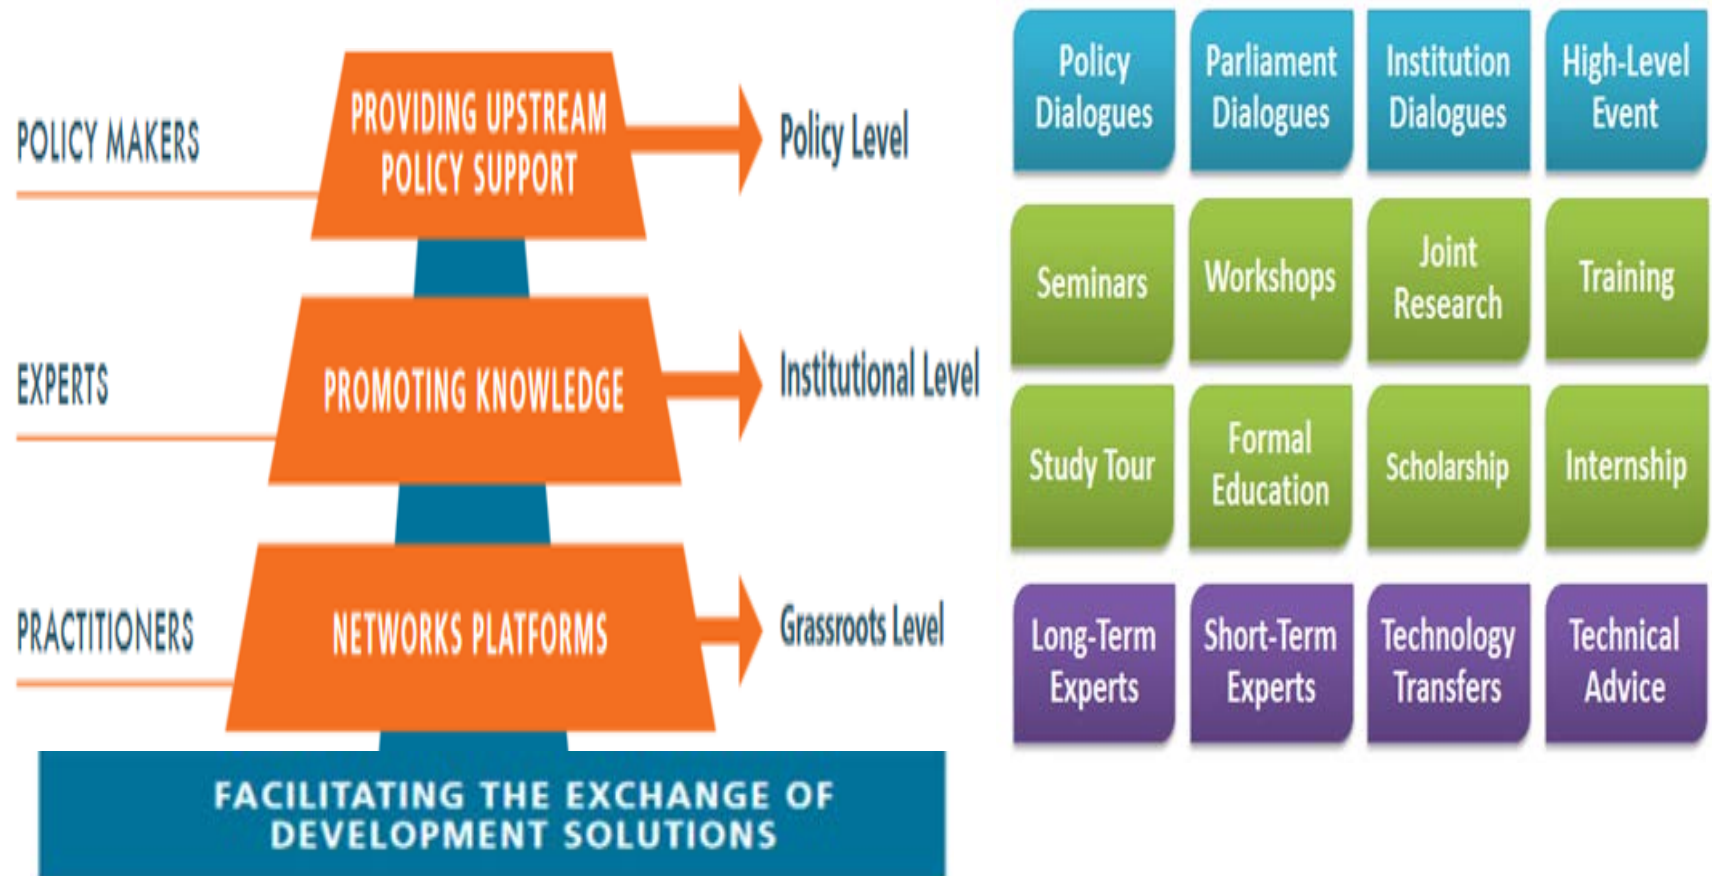 POLICY MAKERS
PROVIDING UPSTREAM
POLICY SUPPORT
Policy Level
EXPERTS
PROMOTING KNOWLEDGE
Institutional Level
PRACTITIONERS
NETWORKS PLATFORMS
Grassroots Level
FACILITATING THE EXCHANGE OF
DEVELOPMENT SOLUTIONS
Policy
Dialogues
Parliament
Dialogues
Institution
Dialogues
High-Level
Event
Seminars
Workshops
Joint
Research
Training
Study Tour
Formal
Education
Scholarship
Internship
Long-Term
Experts
Short-Term
Experts
Technology
Transfers
Technical
Advice